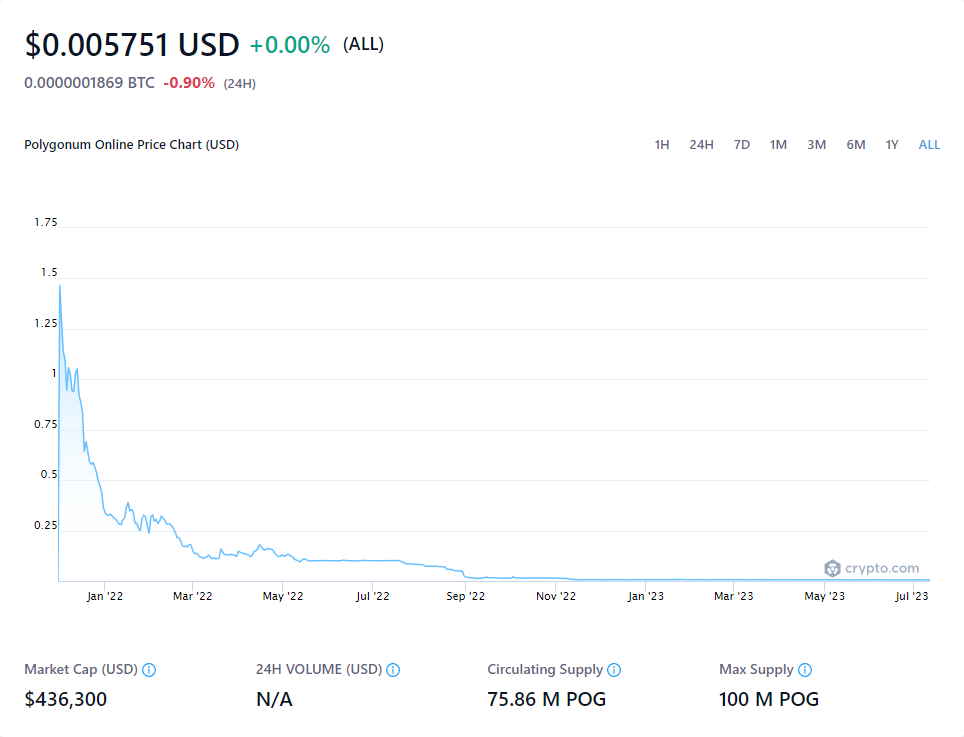 $0.005751 USD +0.00% (ALL)
0.0000001869 BTC -0.90% (24H)
Polygonum Online Price Chart (USD) 1H 24H 7D 1M 3M 6M 1Y ALL
1.75
1.5
1.25
1
0.75
0.5
0.25
crypto.com
Jan '22 Mar '22 May '22 Jul '22 Sep '22 Nov '22 Jan '23 Mar '23 May '23 Jul '23
Market Cap (USD) 24H VOLUME (USD) Circulating Supply Max Supply
$436,300 N/A 75.86 M POG 100 M POG